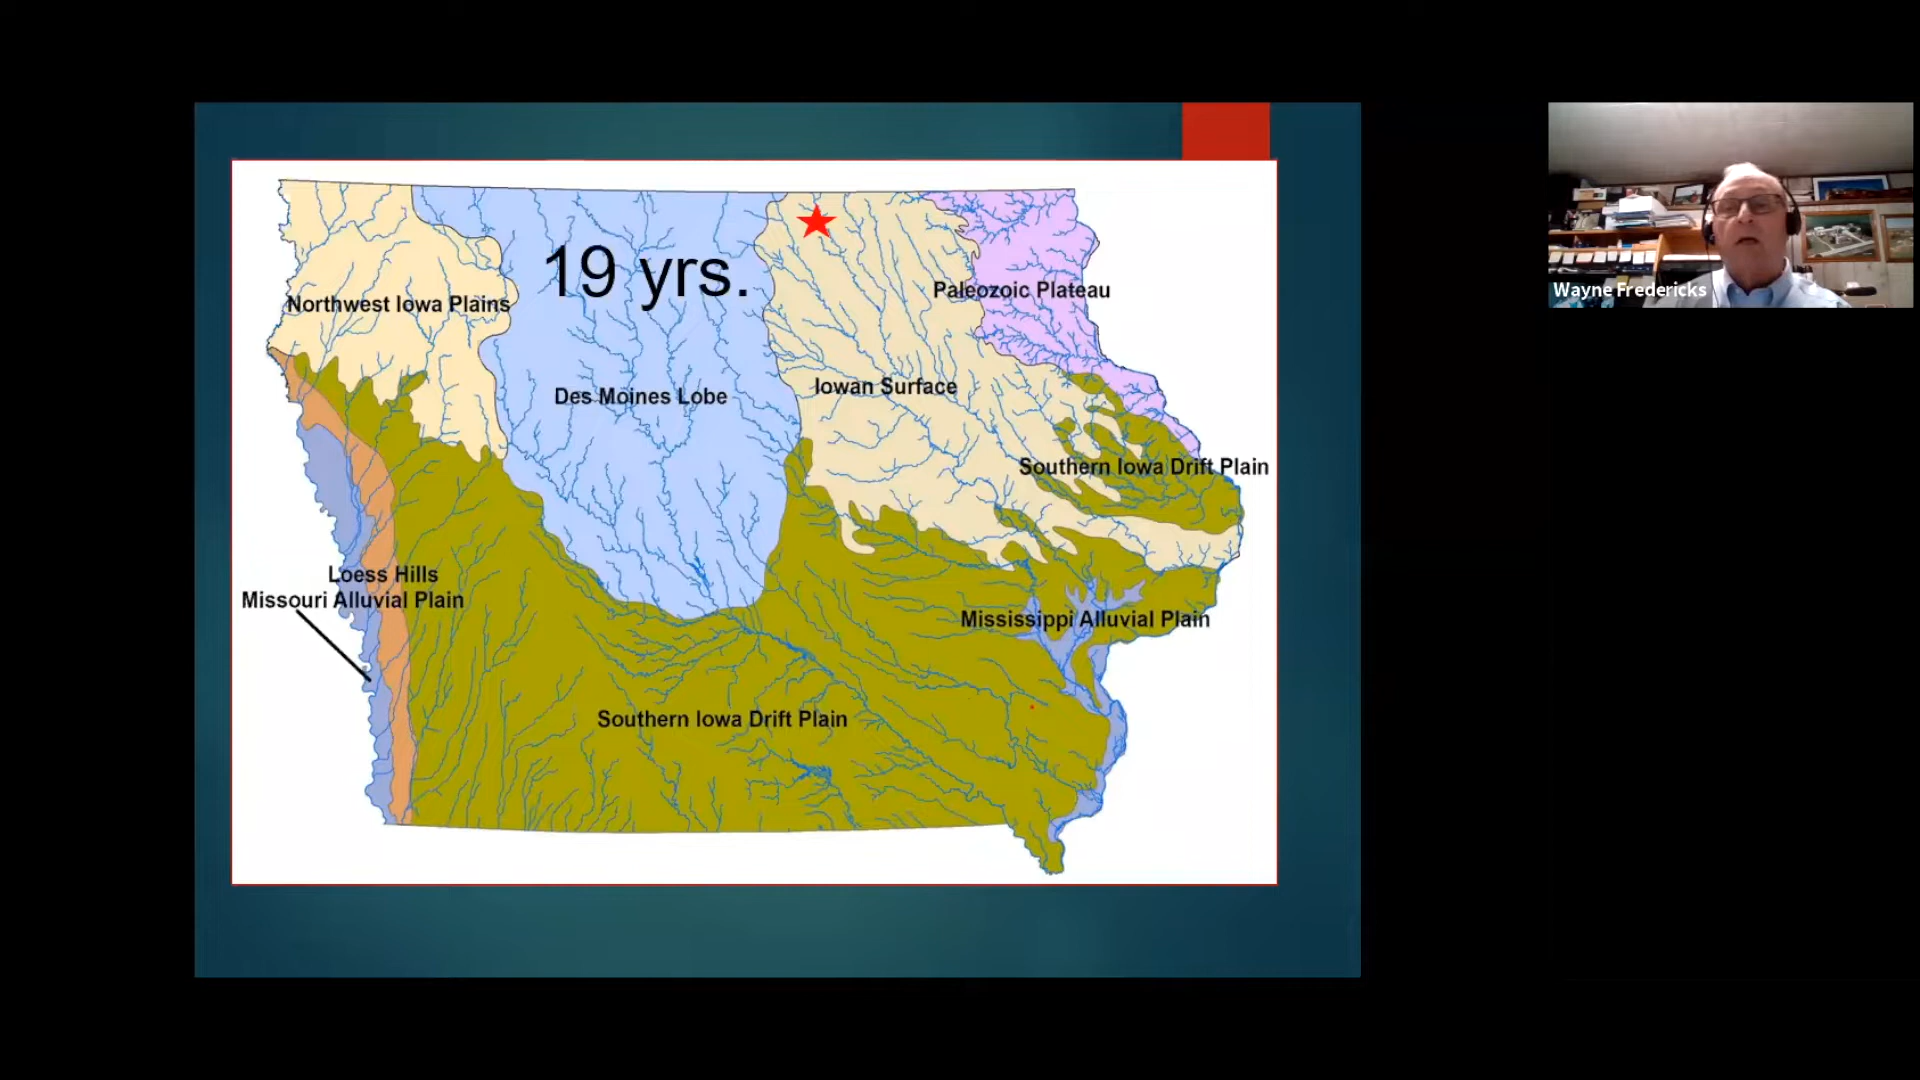 19 yrs.
Northwest Iowa Plains
Paleozoic Plateau
Des Moines Lobe
Iowan Surface
Southern Iowa Drift Plain
Loess Hills
Missouri Alluvial Plain
Mississippi Alluvial Plain
Southern Iowa Drift Plain
Wayne Fredericks